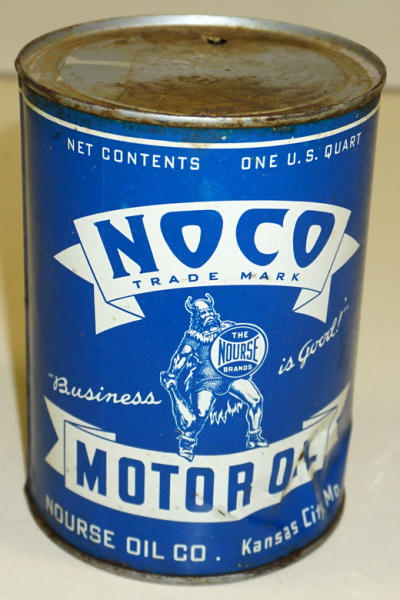 NET CONTENTS ONE U.S. QUART
NOCO
TRADE MARK
THE
NOURSE
BRANDS
"Business is Good!"
MOTOR OIL
NOURSE OIL CO. Kansas City, Mo.